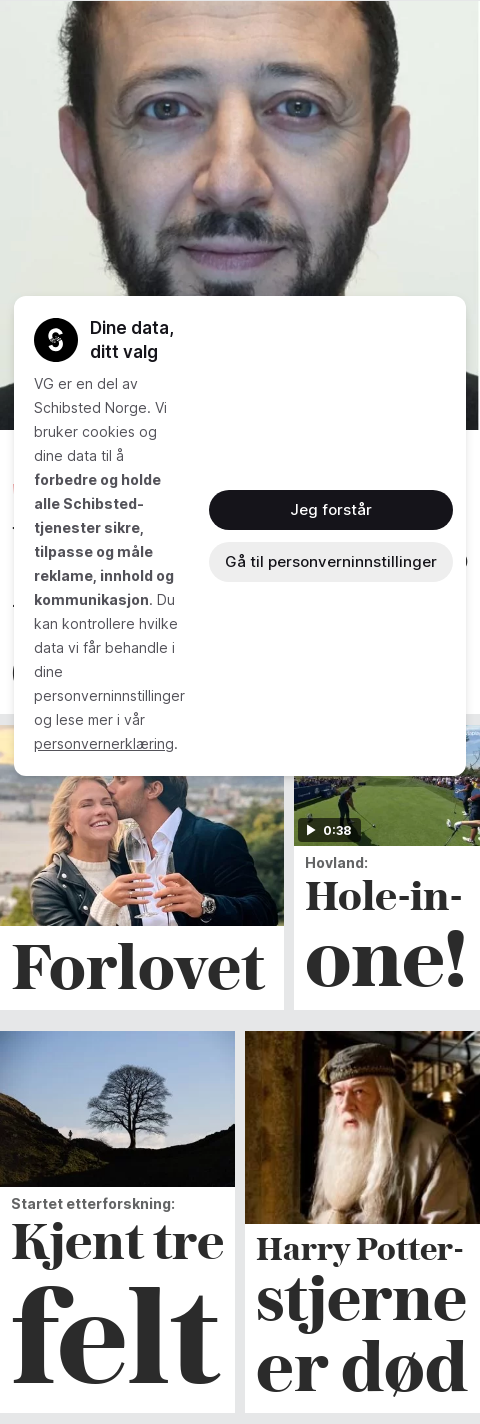 Dine data,
ditt valg
VG er en del av
Schibsted Norge. Vi
bruker cookies og
dine data til å
forbedre og holde
alle Schibsted-
tjenester sikre,
tilpasse og måle
reklame, innhold og
kommunikasjon. Du
kan kontrollere hvilke
data vi får behandle i
dine
personverninnstillinger
og lese mer i vår
personvernerklæring.
Jeg forstår
Gå til personverninnstillinger
Forlovet
0:38
Hovland:
Hole-in-
one!
Startet etterforskning:
Kjent tre
felt
Harry Potter-
stjerne
er død